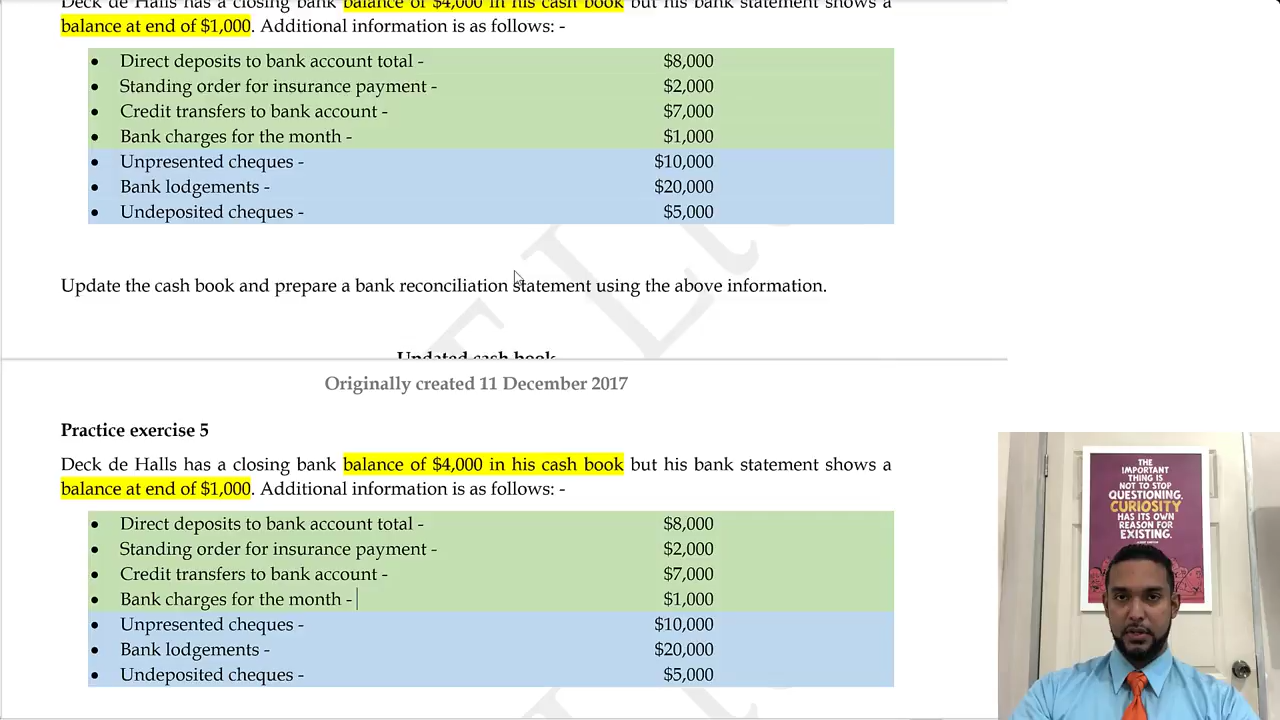 Deck de Halls has a closing bank balance of $4,000 in his cash book but his bank statement shows a
balance at end of $1,000. Additional information is as follows: -
• Direct deposits to bank account total - $8,000
• Standing order for insurance payment - $2,000
• Credit transfers to bank account - $7,000
• Bank charges for the month - $1,000
• Unpresented cheques - $10,000
• Bank lodgements - $20,000
• Undeposited cheques - $5,000
Update the cash book and prepare a bank reconciliation statement using the above information.
Updated cash book
Originally created 11 December 2017
Practice exercise 5
Deck de Halls has a closing bank balance of $4,000 in his cash book but his bank statement shows a
balance at end of $1,000. Additional information is as follows: -
• Direct deposits to bank account total - $8,000
• Standing order for insurance payment - $2,000
• Credit transfers to bank account - $7,000
• Bank charges for the month - $1,000
• Unpresented cheques - $10,000
• Bank lodgements - $20,000
• Undeposited cheques - $5,000
THE
IMPORTANT
THING IS
NOT TO STOP
QUESTIONING.
CURIOSITY
HAS ITS OWN
REASON FOR
EXISTING.